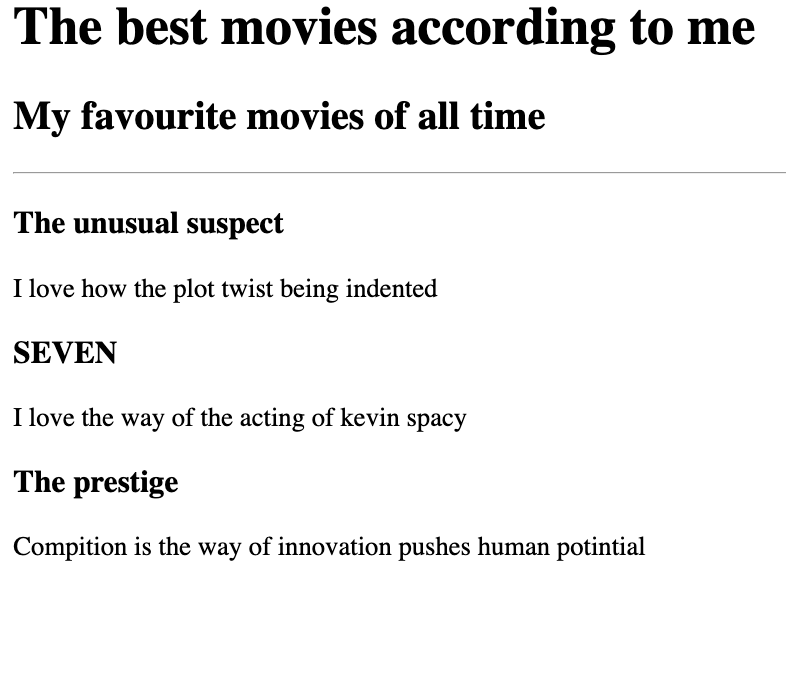 The best movies according to me
My favourite movies of all time
The unusual suspect
I love how the plot twist being indented
SEVEN
I love the way of the acting of kevin spacy
The prestige
Compition is the way of innovation pushes human potintial